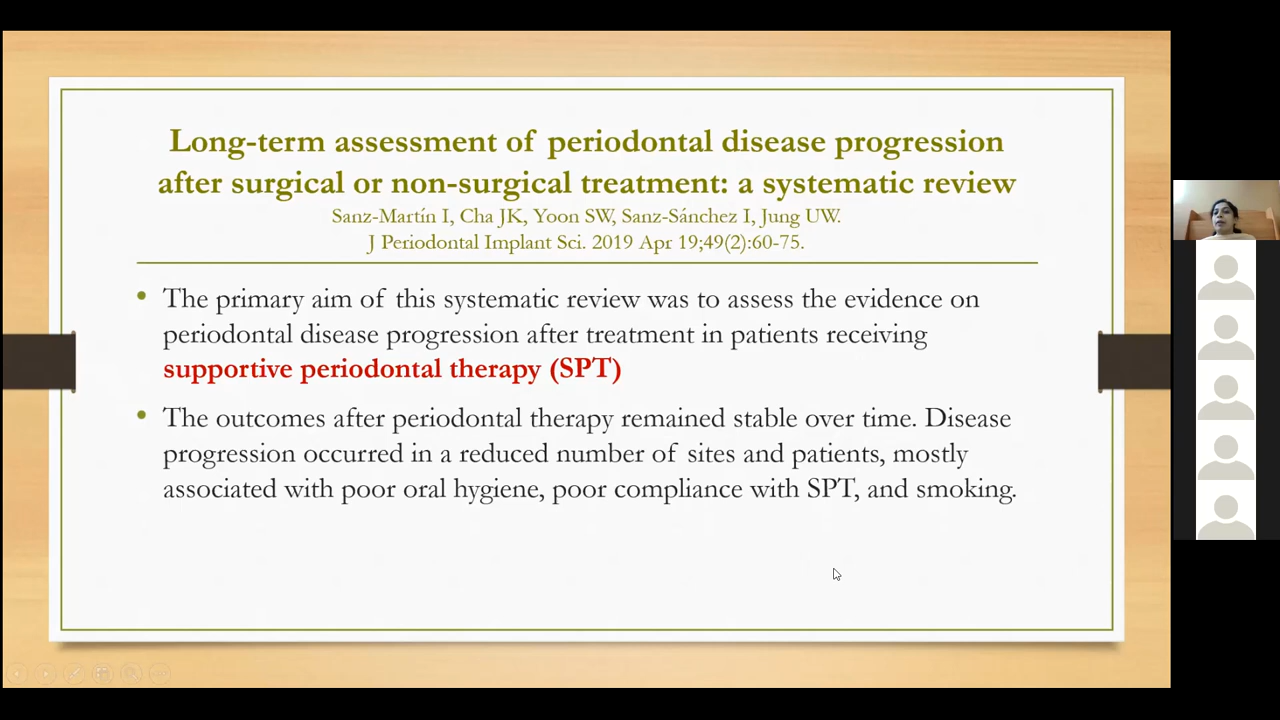 Long-term assessment of periodontal disease progression
after surgical or non-surgical treatment: a systematic review
Sanz-Martín I, Cha JK, Yoon SW, Sanz-Sánchez I, Jung UW.
J Periodontal Implant Sci. 2019 Apr 19;49(2):60-75.
• The primary aim of this systematic review was to assess the evidence on
periodontal disease progression after treatment in patients receiving
supportive periodontal therapy (SPT)
• The outcomes after periodontal therapy remained stable over time. Disease
progression occurred in a reduced number of sites and patients, mostly
associated with poor oral hygiene, poor compliance with SPT, and smoking.